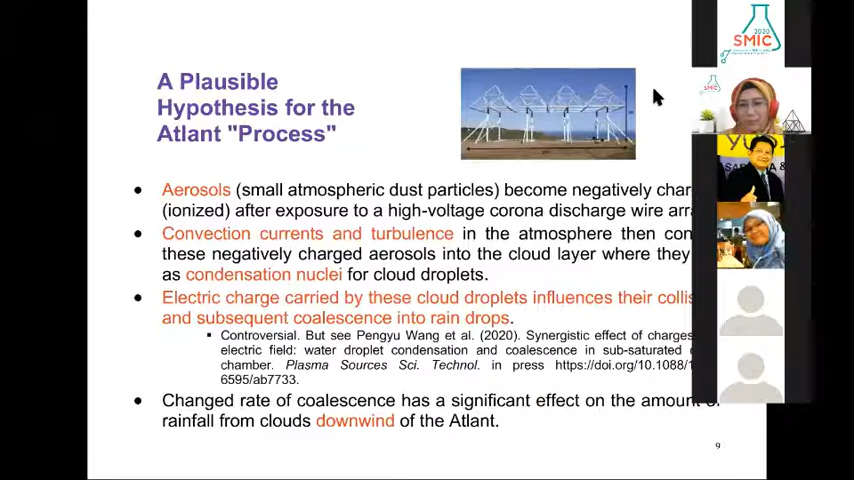 A Plausible
Hypothesis for the
Atlant "Process"
2020
SMIC
SMIC
Aerosols (small atmospheric dust particles) become negatively char
(ionized) after exposure to a high-voltage corona discharge wire arr
Convection currents and turbulence in the atmosphere then con
these negatively charged aerosols into the cloud layer where they
as condensation nuclei for cloud droplets.
Electric charge carried by these cloud droplets influences their collis
and subsequent coalescence into rain drops.
Controversial. But see Pengyu Wang et al. (2020). Synergistic effect of charges
electric field: water droplet condensation and coalescence in sub-saturated
chamber. Plasma Sources Sci. Technol. in press https://doi.org/10.1088/1
6595/ab7733.
Changed rate of coalescence has a significant effect on the amount of
rainfall from clouds downwind of the Atlant.
9